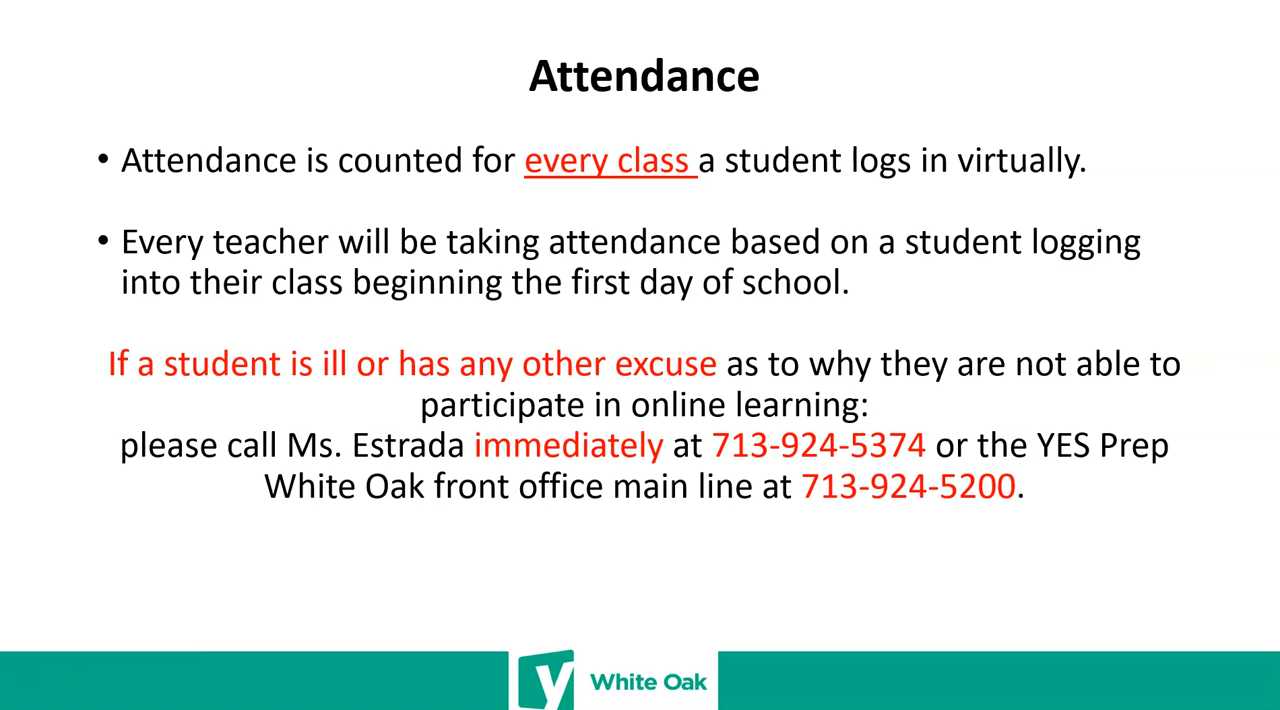 Attendance
• Attendance is counted for every class a student logs in virtually.
• Every teacher will be taking attendance based on a student logging
into their class beginning the first day of school.
If a student is ill or has any other excuse as to why they are not able to
participate in online learning:
please call Ms. Estrada immediately at 713-924-5374 or the YES Prep
White Oak front office main line at 713-924-5200.
y White Oak